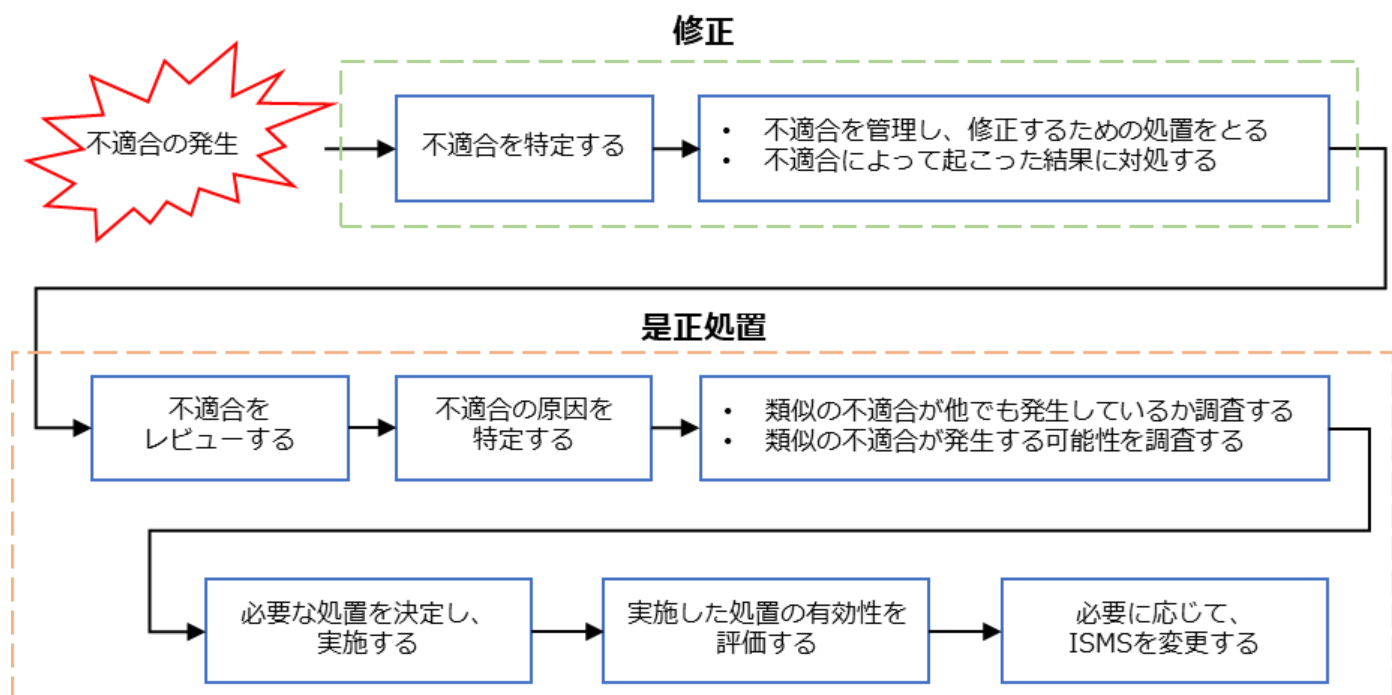 修正
不適合の発生
不適合を特定する
• 不適合を管理し、修正するための処置をとる
• 不適合によって起こった結果に対処する
是正処置
不適合を
レビューする
不適合の原因を
特定する
• 類似の不適合が他でも発生しているか調査する
• 類似の不適合が発生する可能性を調査する
必要な処置を決定し、
実施する
実施した処置の有効性を
評価する
必要に応じて、
ISMSを変更する